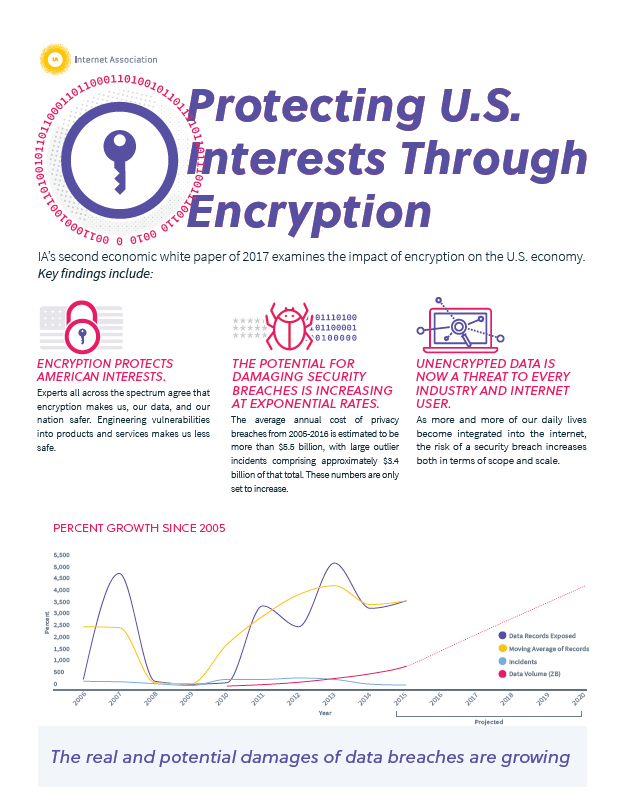 IA
Internet Association
Protecting U.S.
Interests Through
Encryption
IA's second economic white paper of 2017 examines the impact of encryption on the U.S. economy.
Key findings include:
*****
*****
*****
01110100
01100001
0100000
ENCRYPTION PROTECTS
AMERICAN INTERESTS.
Experts all across the spectrum agree that
encryption makes us, our data, and our
nation safer. Engineering vulnerabilities
into products and services makes us less
safe.
THE POTENTIAL FOR
DAMAGING SECURITY
BREACHES IS INCREASING
AT EXPONENTIAL RATES.
The average annual cost of privacy
breaches from 2005-2016 is estimated to be
more than $5.5 billion, with large outlier
incidents comprising approximately $3.4
billion of that total. These numbers are only
set to increase.
UNENCRYPTED DATA IS
NOW A THREAT TO EVERY
INDUSTRY AND INTERNET
USER.
As more and more of our daily lives
become integrated into the internet,
the risk of a security breach increases
both in terms of scope and scale.
PERCENT GROWTH SINCE 2005
5,500
5,000
4,500
4,000
3,500
3,000
2,500
2,000
1,500
1,000
500
0
Percent
2006
2007
2008
2009
2010
2011
2012
2013
2014
2015
2016
2017
2018
2019
2020
Year
Projected
Data Records Exposed
Moving Average of Records
Incidents
Data Volume (ZB)
The real and potential damages of data breaches are growing